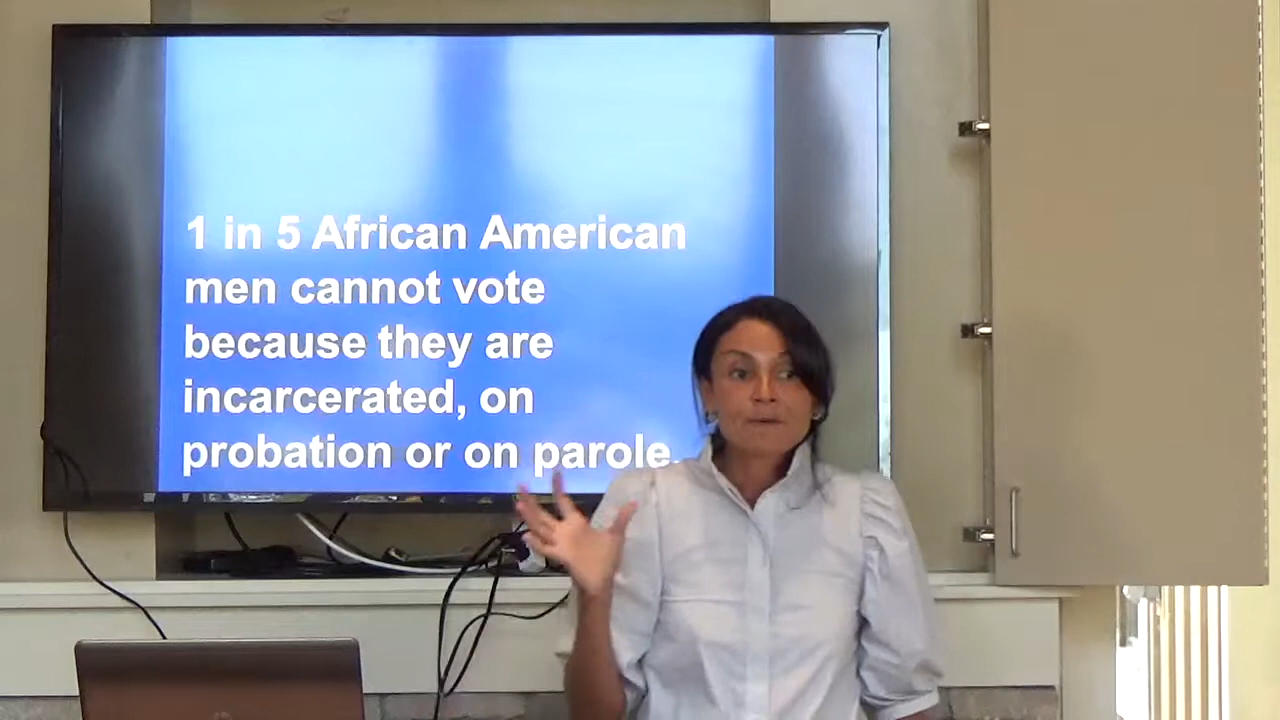 1 in 5 African American
men cannot vote
because they are
incarcerated, on
probation or on parole.